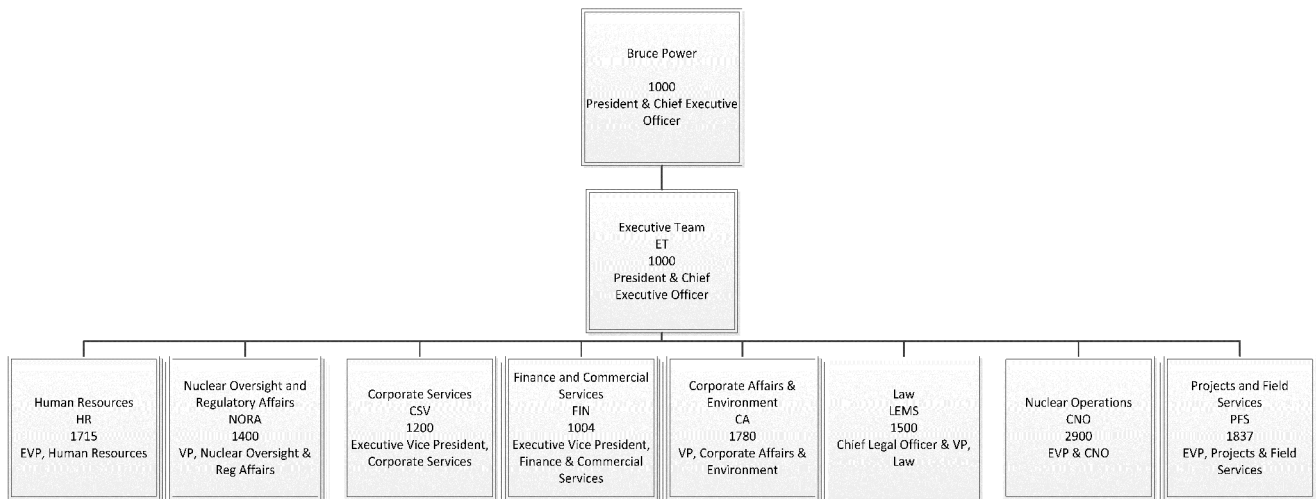 Bruce Power
1000
President & Chief Executive
Officer
Executive Team
ET
1000
President & Chief
Executive Officer
Human Resources
HR
1715
EVP, Human Resources
Nuclear Oversight and
Regulatory Affairs
NORA
1400
VP, Nuclear Oversight &
Reg Affairs
Corporate Services
CSV
1200
Executive Vice President,
Corporate Services
Finance and Commercial
Services
FIN
1004
Executive Vice President,
Finance & Commercial
Services
Corporate Affairs &
Environment
CA
1780
VP, Corporate Affairs &
Environment
Law
LEMS
1500
Chief Legal Officer & VP,
Law
Nuclear Operations
CNO
2900
EVP & CNO
Projects and Field
Services
PFS
1837
EVP, Projects & Field
Services